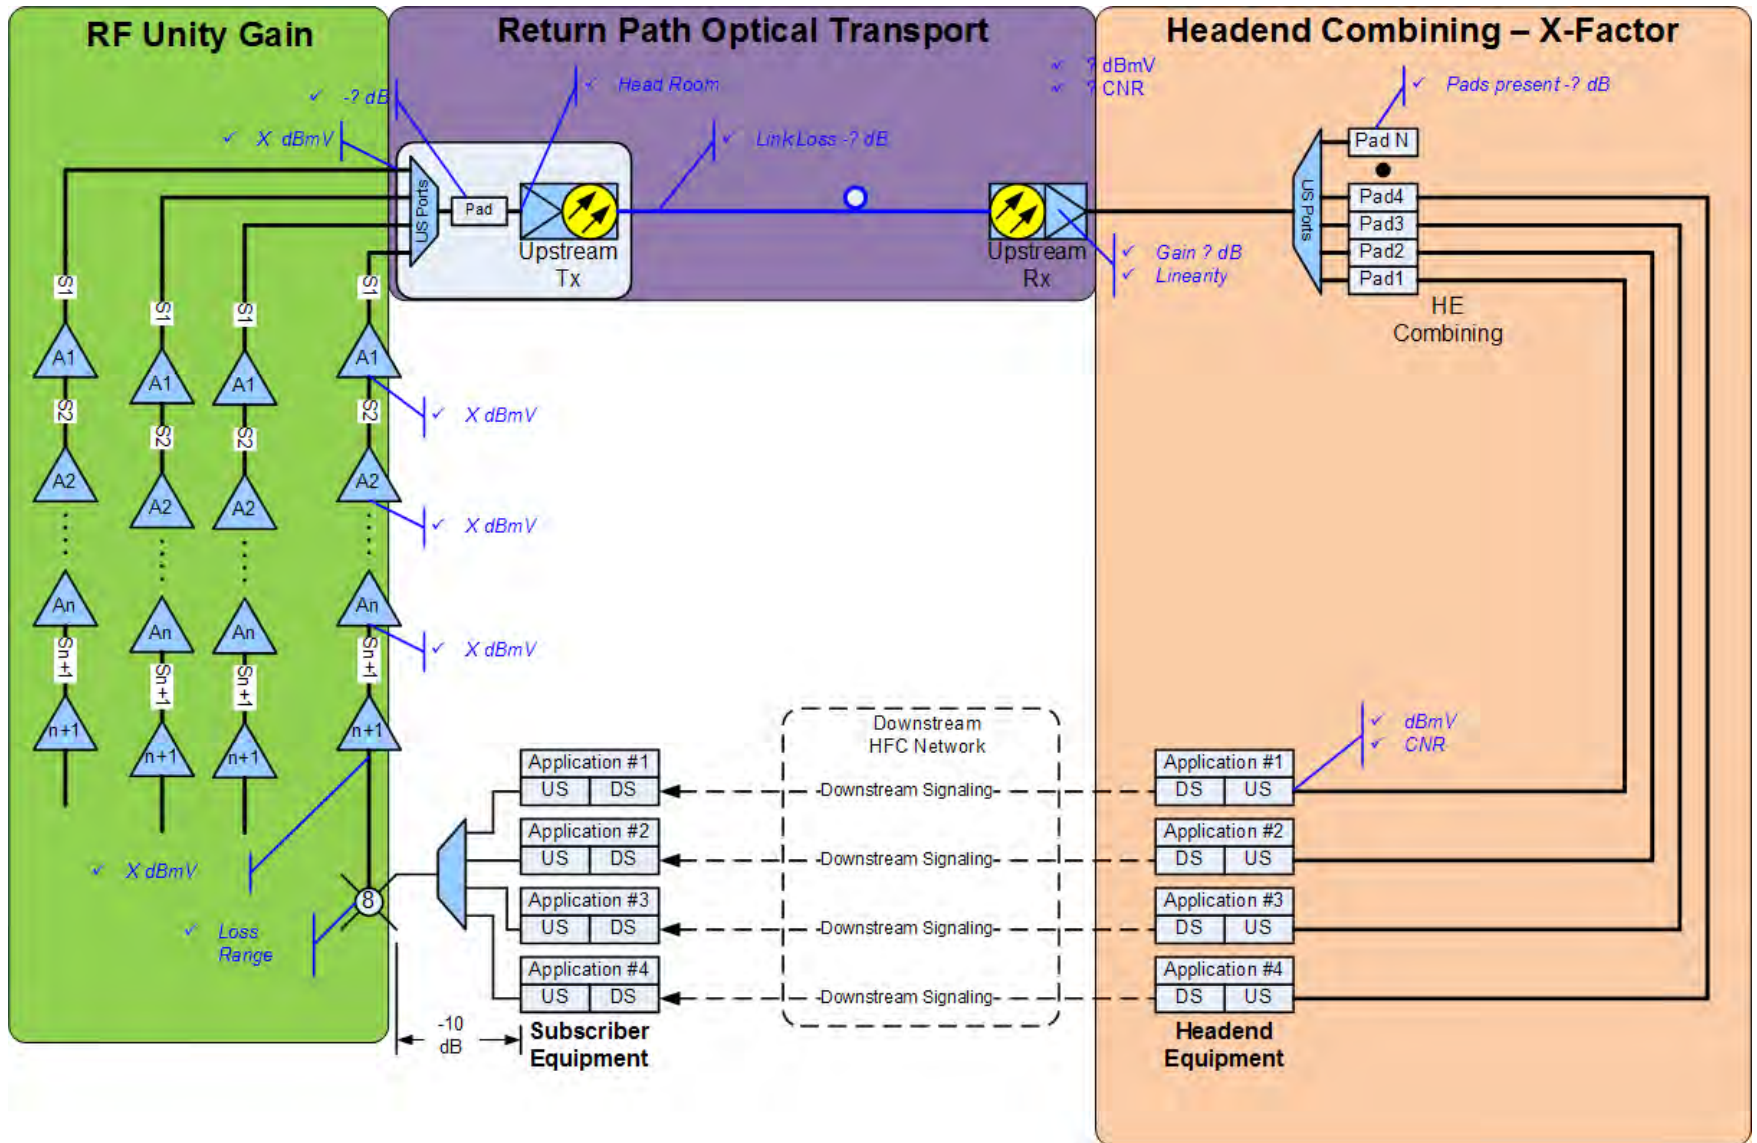 RF Unity Gain
Return Path Optical Transport
Headend Combining – X-Factor
✓ -? dB
✓ Head Room
✓ ? dBmV
✓ ? CNR
✓ Pads present -? dB
✓ X dBmV
✓ Link Loss -? dB
US Ports
Pad
Upstream
Tx
Upstream
Rx
✓ Gain ? dB
✓ Linearity
US Ports
Pad N
Pad4
Pad3
Pad2
Pad1
HE
Combining
S1
S1
S1
S1
A1
A1
A1
A1
✓ X dBmV
S2
S2
S2
S2
A2
A2
A2
A2
✓ X dBmV
An
An
An
An
✓ X dBmV
Sn+1
Sn+1
Sn+1
Sn+1
n+1
n+1
n+1
n+1
✓ X dBmV
8
✓ Loss
Range
-10
dB
Application #1
US DS
Application #2
US DS
Application #3
US DS
Application #4
US DS
Subscriber
Equipment
Downstream
HFC Network
Downstream Signaling
Downstream Signaling
Downstream Signaling
Downstream Signaling
✓ dBmV
✓ CNR
Application #1
DS US
Application #2
DS US
Application #3
DS US
Application #4
DS US
Headend
Equipment